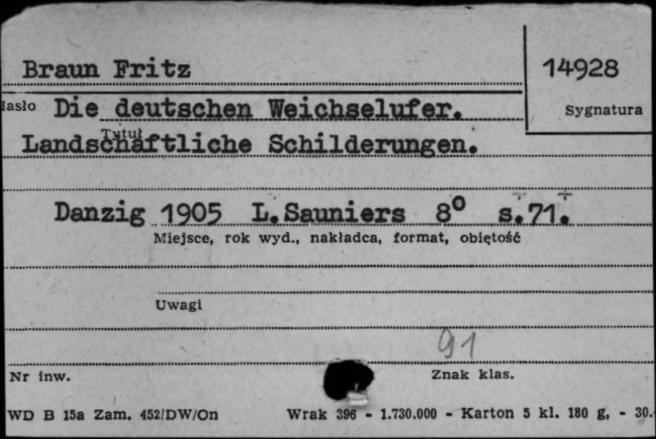 Braun Fritz
14928
Hasło Die deutschen Weichselufer.
Sygnatura
Tytuł
Landschaftliche Schilderungen.
Danzig 1905 L.Sauniers 8° s.71.
Miejsce, rok wyd., nakładca, format, obiętość
Uwagi
91
Nr inw.
Znak klas.
WD B 15a Zam. 452/DW/On Wrak 396 - 1.730.000 - Karton 5 kl. 180 g, - 30.